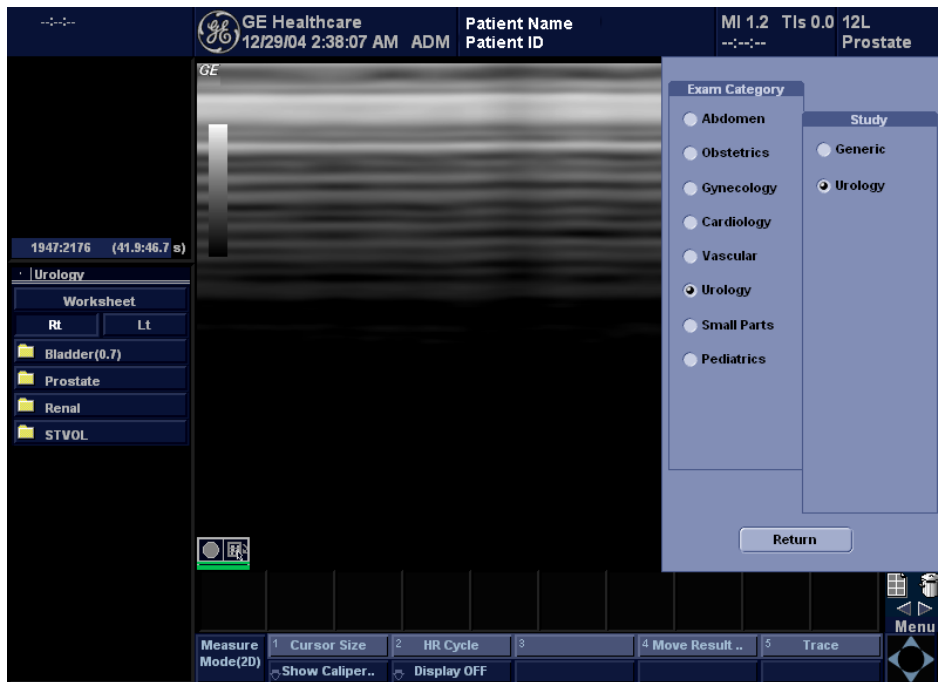 --:--:--
GE Healthcare
12/29/04 2:38:07 AM ADM
Patient Name
Patient ID
MI 1.2 TIs 0.0 12L
--:--:-- Prostate
GE
1947:2176 (41.9:46.7 s)
Urology
Worksheet
Rt Lt
Bladder(0.7)
Prostate
Renal
STVOL
Exam Category
Abdomen
Obstetrics
Gynecology
Cardiology
Vascular
Urology
Small Parts
Pediatrics
Study
Generic
Urology
Return
Menu
Measure
Mode(2D)
1 Cursor Size
2 HR Cycle
3
4 Move Result ..
5 Trace
Show Caliper..
Display OFF